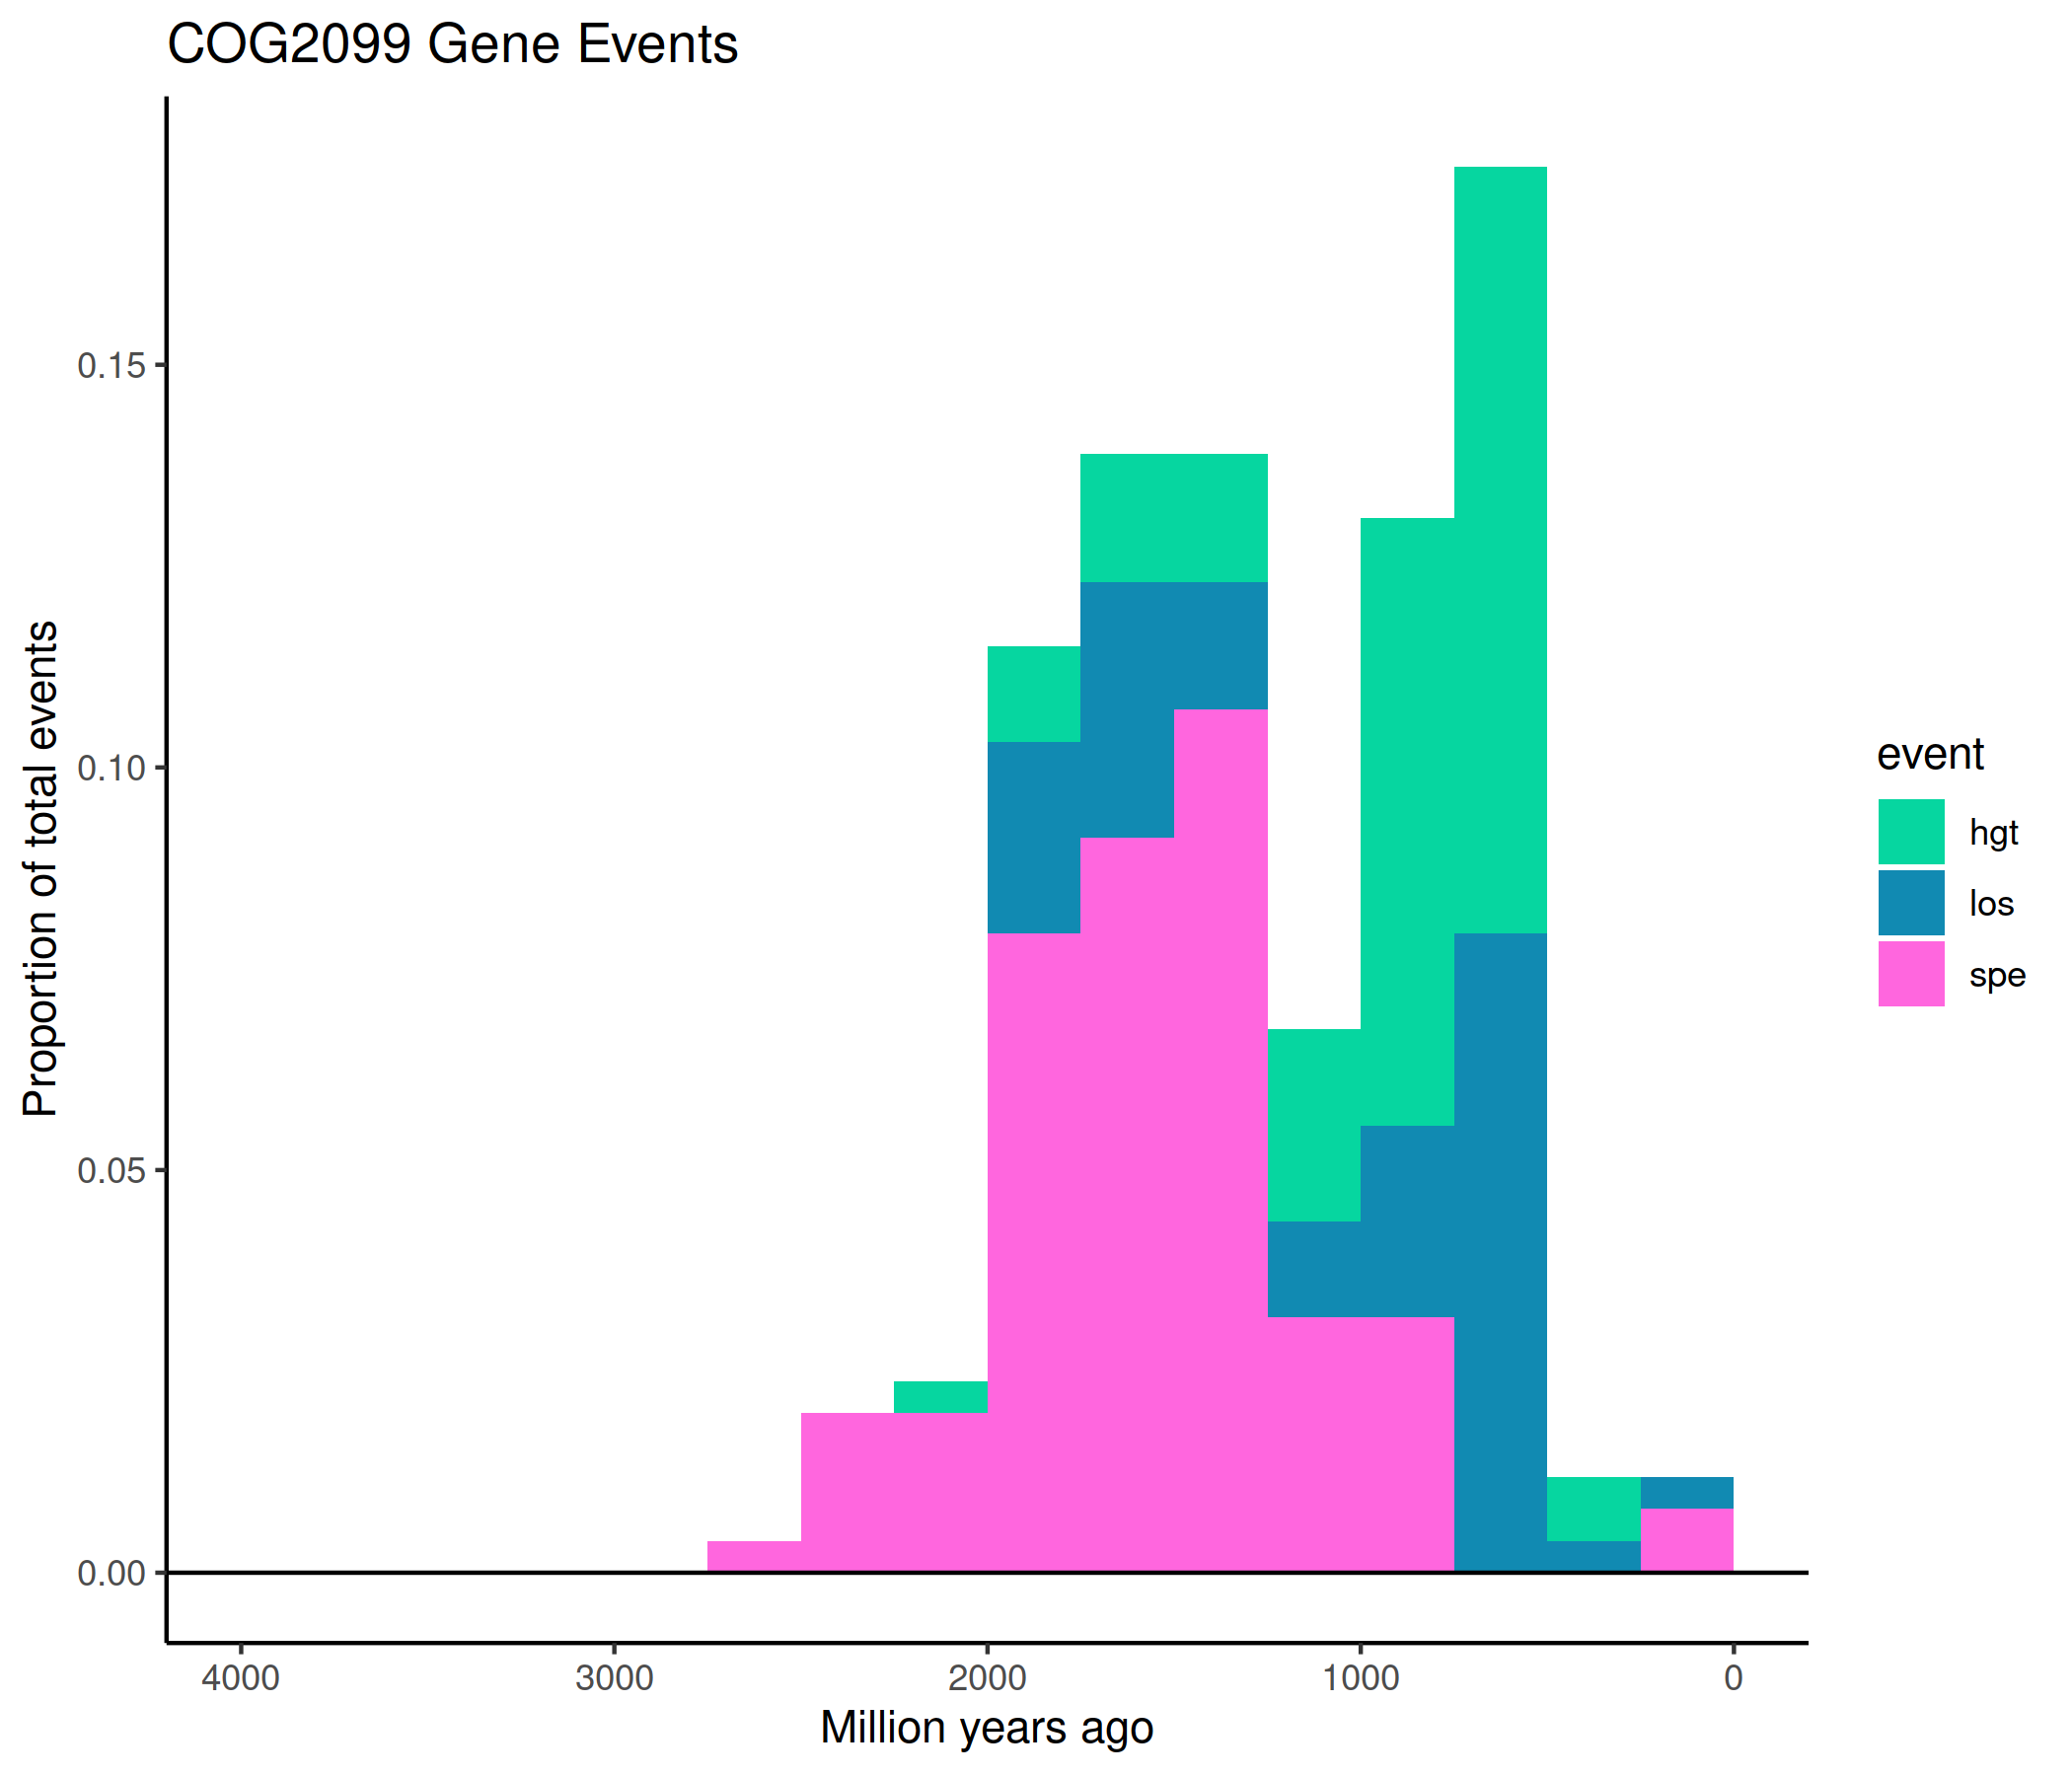 COG2099 Gene Events
Proportion of total events
0.15
0.10
0.05
0.00
4000 3000 2000 1000 0
Million years ago
event
hgt
los
spe